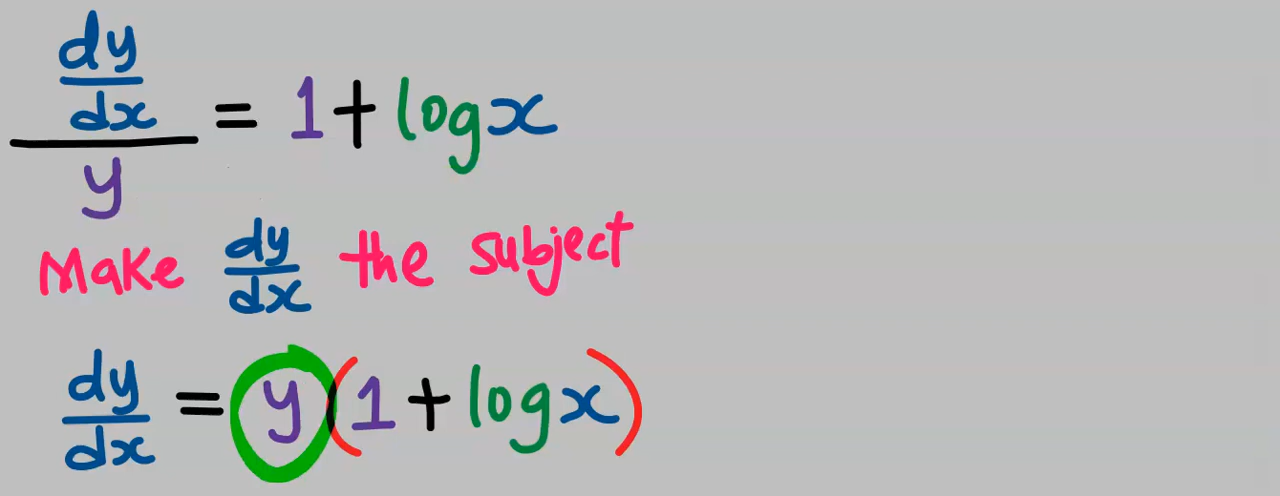 dy/dx / y = 1 + log x
Make dy/dx the subject
dy/dx = y(1 + log x)